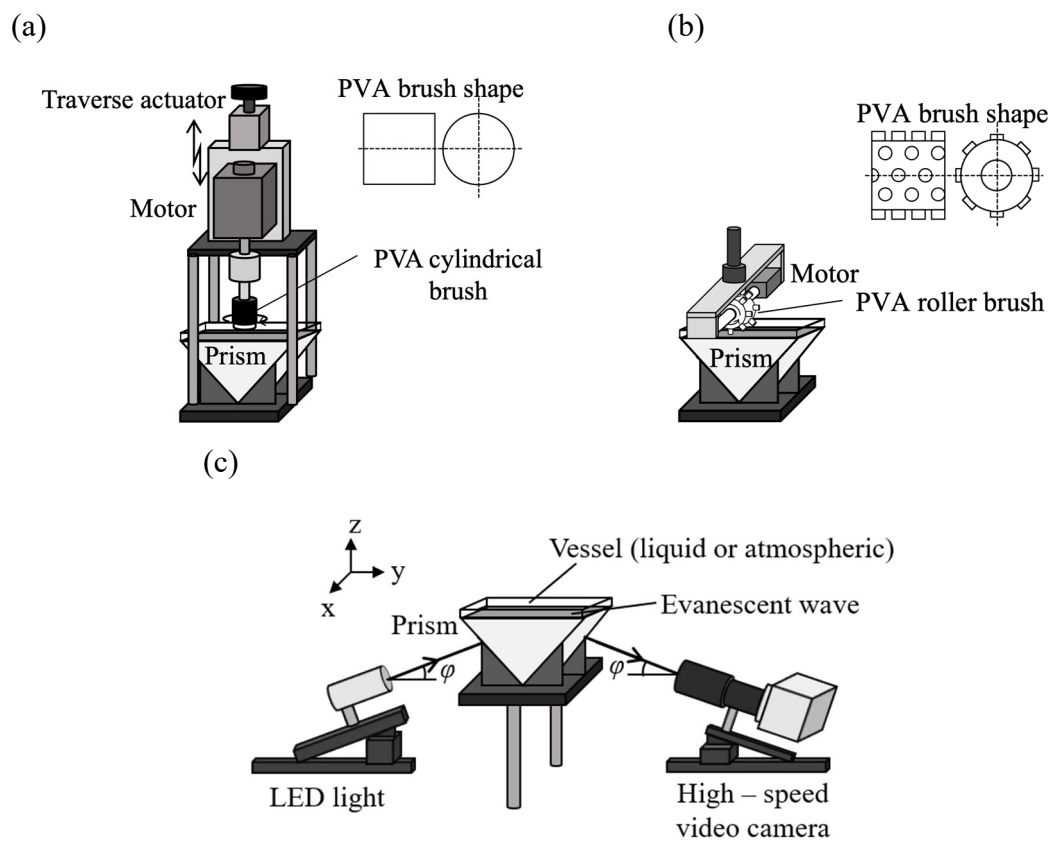 (a)
Traverse actuator
PVA brush shape
Motor
PVA cylindrical
brush
Prism
(b)
PVA brush shape
Motor
PVA roller brush
Prism
(c)
z
y
x
Vessel (liquid or atmospheric)
Evanescent wave
Prism
φ
φ
LED light
High – speed
video camera